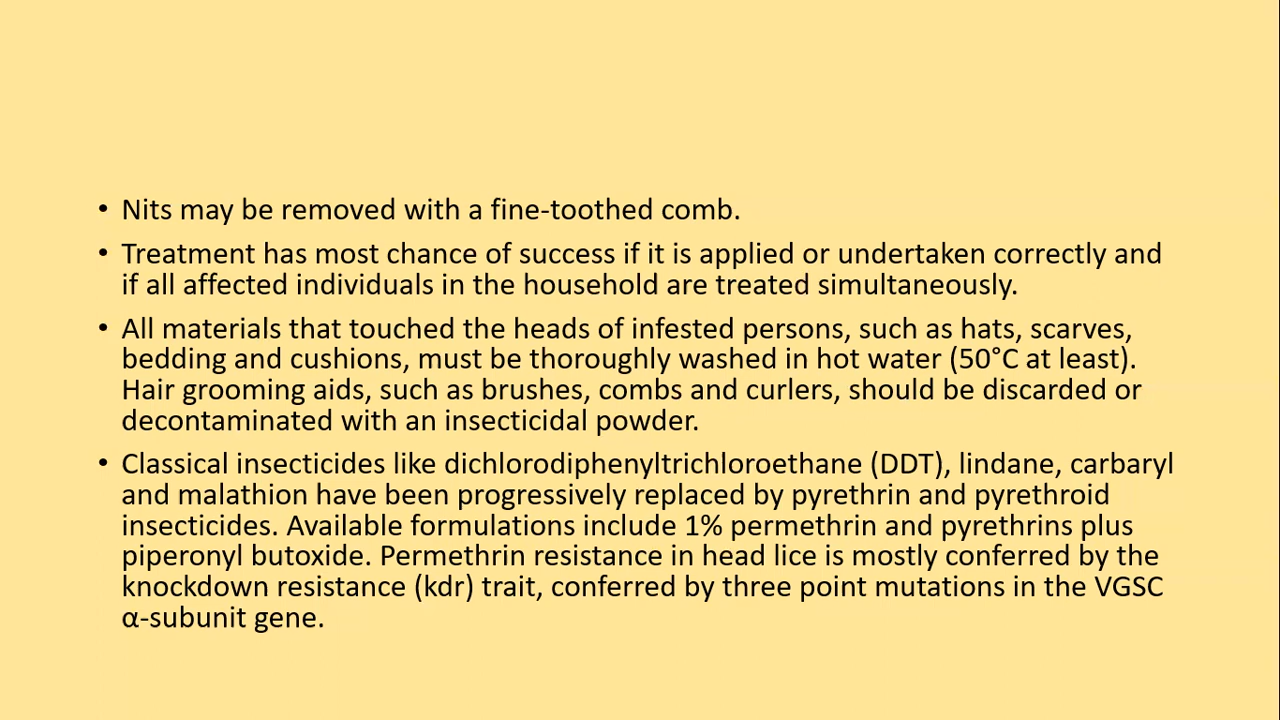 • Nits may be removed with a fine-toothed comb.
• Treatment has most chance of success if it is applied or undertaken correctly and
if all affected individuals in the household are treated simultaneously.
• All materials that touched the heads of infested persons, such as hats, scarves,
bedding and cushions, must be thoroughly washed in hot water (50°C at least).
Hair grooming aids, such as brushes, combs and curlers, should be discarded or
decontaminated with an insecticidal powder.
• Classical insecticides like dichlorodiphenyltrichloroethane (DDT), lindane, carbaryl
and malathion have been progressively replaced by pyrethrin and pyrethroid
insecticides. Available formulations include 1% permethrin and pyrethrins plus
piperonyl butoxide. Permethrin resistance in head lice is mostly conferred by the
knockdown resistance (kdr) trait, conferred by three point mutations in the VGSC
α-subunit gene.